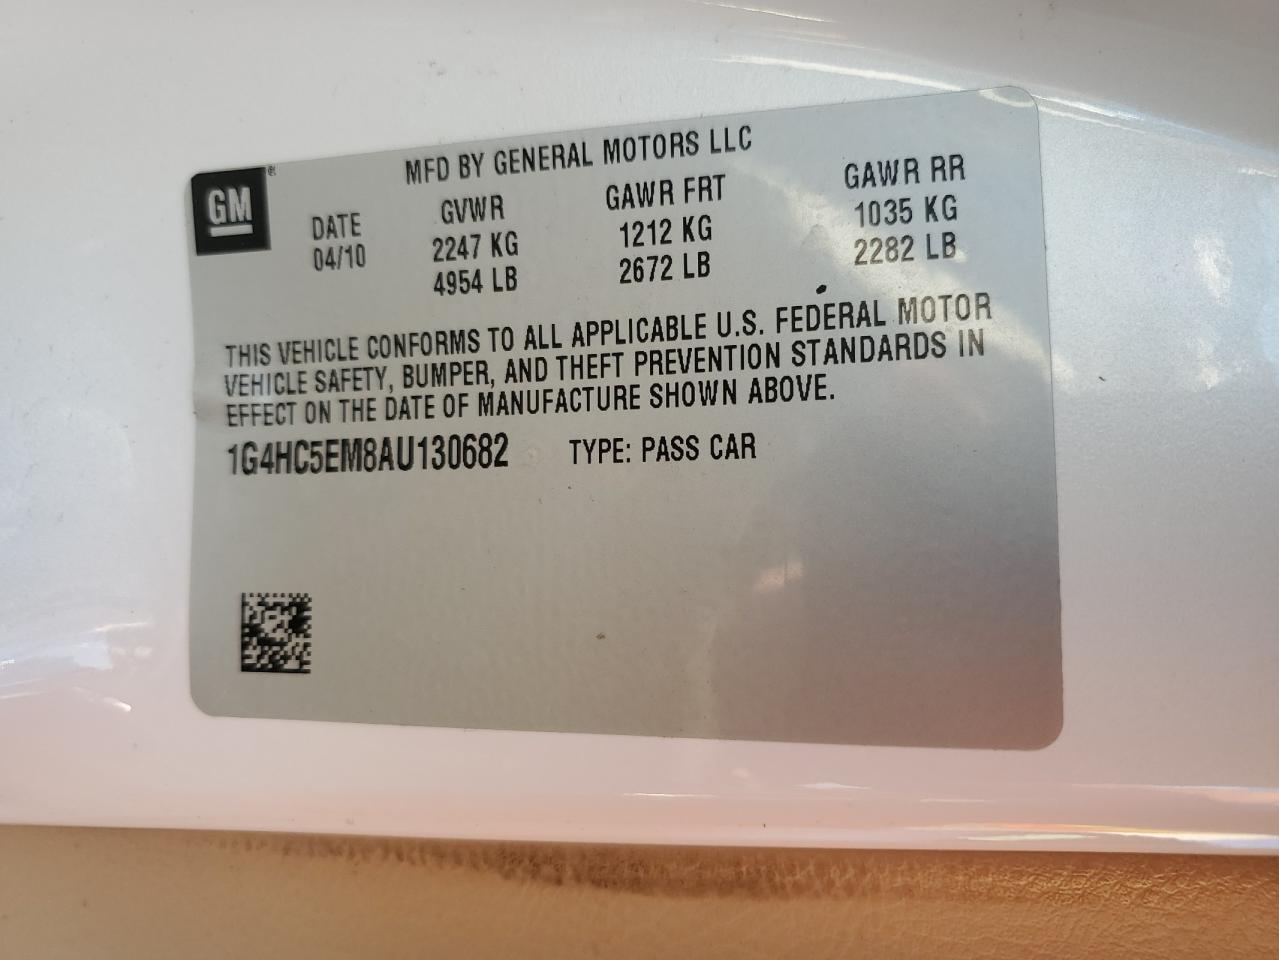 GM
MFD BY GENERAL MOTORS LLC
DATE GVWR GAWR FRT GAWR RR
04/10 2247 KG 1212 KG 1035 KG
4954 LB 2672 LB 2282 LB
THIS VEHICLE CONFORMS TO ALL APPLICABLE U.S. FEDERAL MOTOR
VEHICLE SAFETY, BUMPER, AND THEFT PREVENTION STANDARDS IN
EFFECT ON THE DATE OF MANUFACTURE SHOWN ABOVE.
1G4HC5EM8AU130682 TYPE: PASS CAR